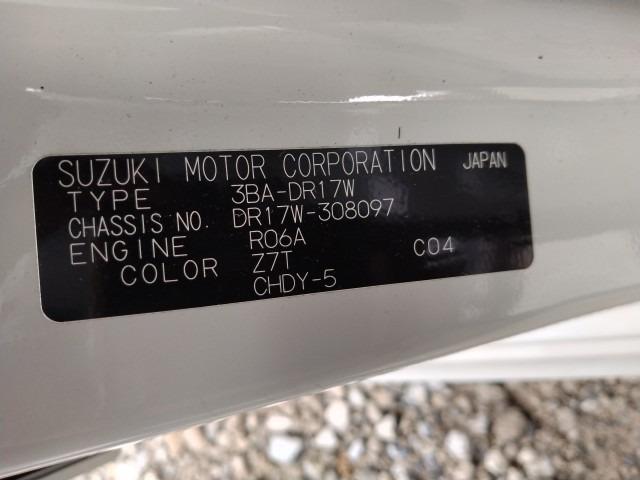 SUZUKI MOTOR CORPORATION JAPAN
TYPE 3BA-DR17W
CHASSIS NO. DR17W-308097
ENGINE R06A
COLOR Z7T C04
CHDY-5